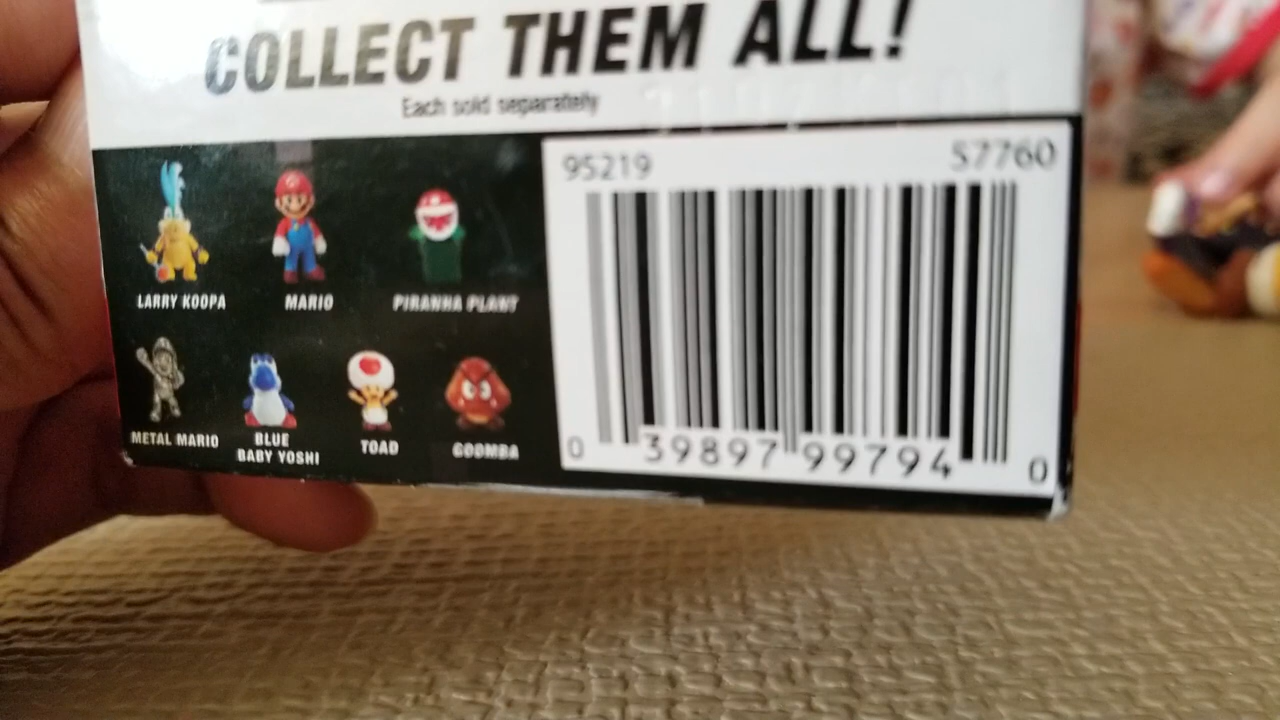 COLLECT THEM ALL!
Each sold separately
95219 57760
LARRY KOOPA MARIO PIRANHA PLANT
METAL MARIO BLUE BABY YOSHI TOAD GOOMBA
0 39897 99794 0